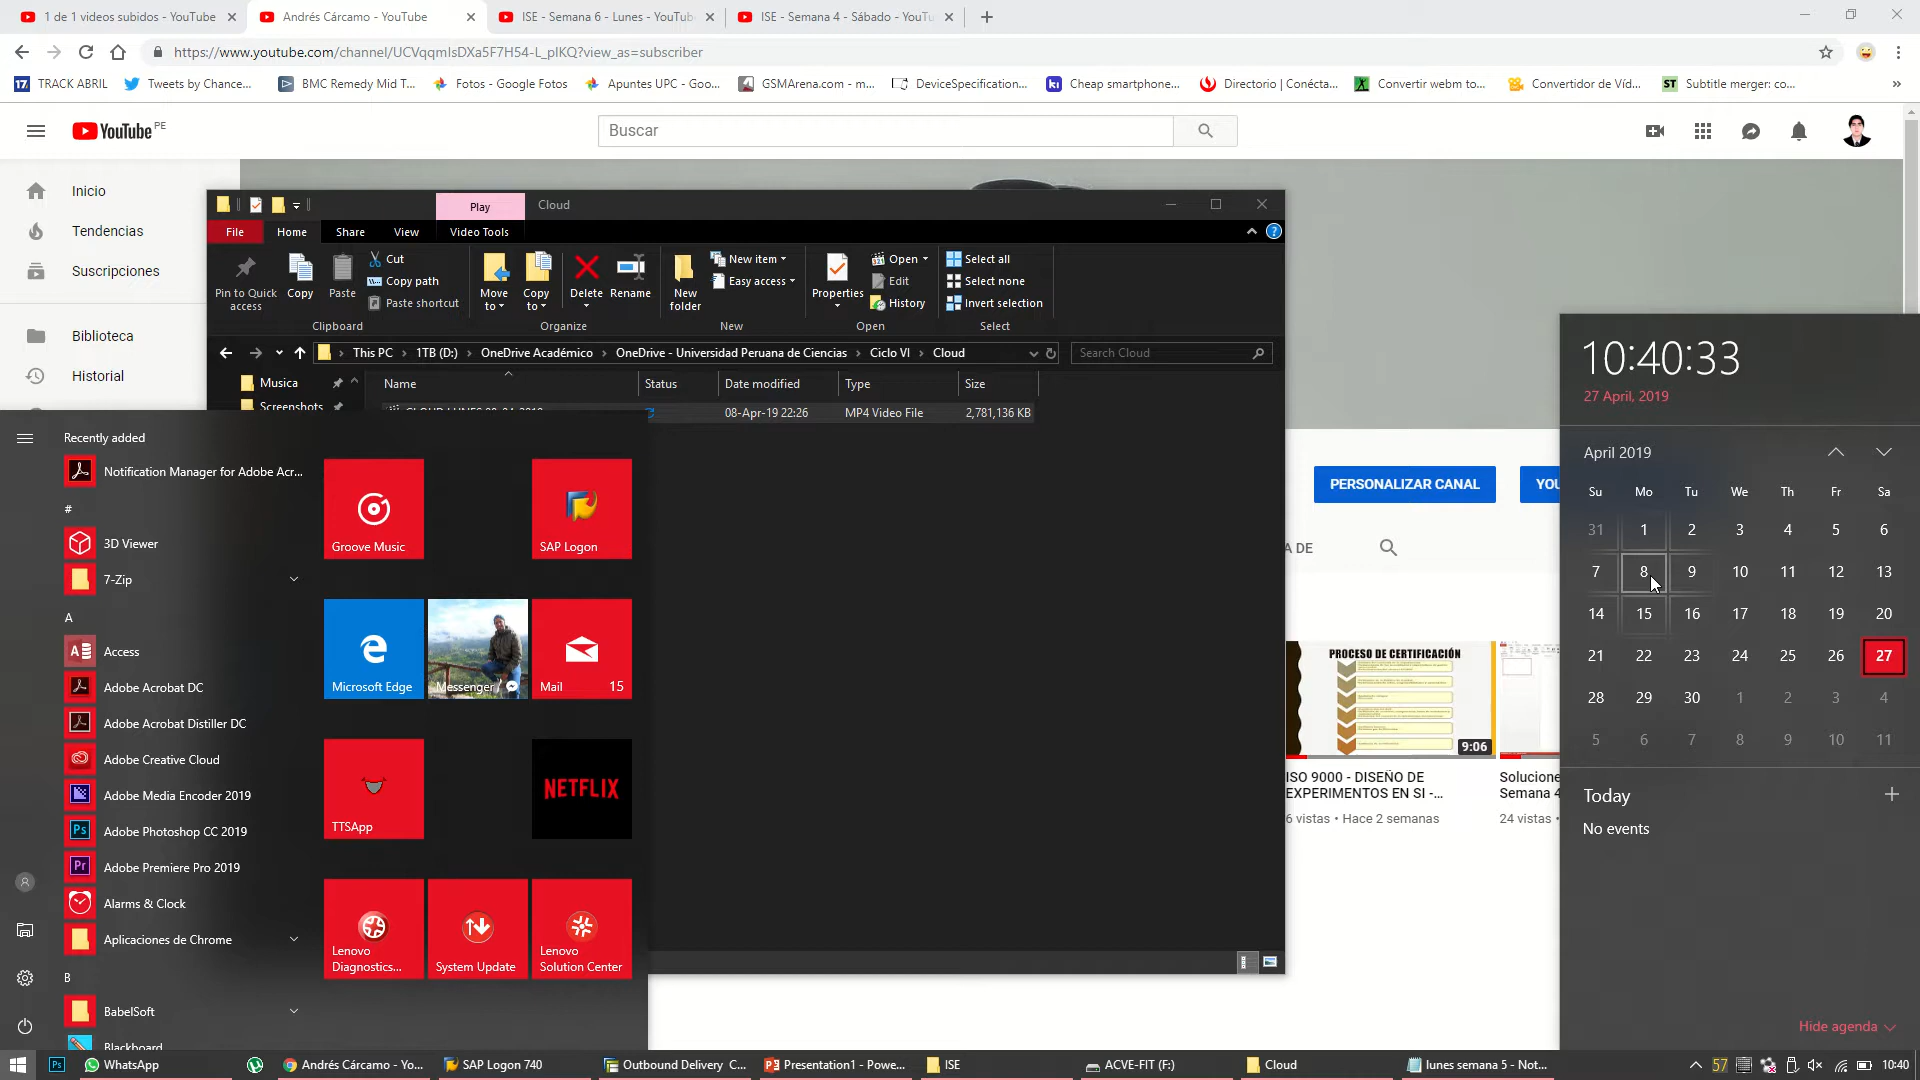 1 de 1 videos subidos - YouTube
Andrés Cárcamo - YouTube
ISE - Semana 6 - Lunes - YouTub
ISE - Semana 4 - Sábado - YouTu
https://www.youtube.com/channel/UCVqqmIsDXa5F7H54-L_pIKQ?view_as=subscriber
17 TRACK ABRIL
Tweets by Chance...
BMC Remedy Mid T...
Fotos - Google Fotos
Apuntes UPC - Goo...
GSMArena.com - m...
DeviceSpecification...
Cheap smartphone...
Directorio | Conécta...
Convertir webm to...
Convertidor de Víd...
ST Subtitle merger: co...
»
YouTube PE
Buscar
Inicio
Tendencias
Suscripciones
Biblioteca
Historial
Play
Cloud
File
Home
Share
View
Video Tools
Pin to Quick access
Copy
Paste
Cut
Copy path
Paste shortcut
Clipboard
Move to
Copy to
Delete
Rename
Organize
New folder
New item
Easy access
New
Properties
Open
Edit
History
Open
Select all
Select none
Invert selection
Select
This PC
1TB (D:)
OneDrive Académico
OneDrive - Universidad Peruana de Ciencias
Ciclo VI
Cloud
Search Cloud
Musica
Screenshots
Name
Status
Date modified
Type
Size
08-Apr-19 22:26
MP4 Video File
2,781,136 KB
Recently added
Notification Manager for Adobe Acr...
#
3D Viewer
7-Zip
A
Access
Adobe Acrobat DC
Adobe Acrobat Distiller DC
Adobe Creative Cloud
Adobe Media Encoder 2019
Adobe Photoshop CC 2019
Adobe Premiere Pro 2019
Alarms & Clock
Aplicaciones de Chrome
B
BabelSoft
Blackboard
Groove Music
SAP Logon
Microsoft Edge
Messenger
Mail 15
TTSApp
NETFLIX
Lenovo Diagnostics...
System Update
Lenovo Solution Center
PERSONALIZAR CANAL
YOU
A DE
PROCESO DE CERTIFICACIÓN
9:06
ISO 9000 - DISEÑO DE
EXPERIMENTOS EN SI -...
6 vistas • Hace 2 semanas
Solucione
Semana 4
24 vistas •
10:40:33
27 April, 2019
April 2019
Su Mo Tu We Th Fr Sa
31 1 2 3 4 5 6
7 8 9 10 11 12 13
14 15 16 17 18 19 20
21 22 23 24 25 26 27
28 29 30 1 2 3 4
5 6 7 8 9 10 11
Today
No events
Hide agenda
Ps
WhatsApp
Andrés Cárcamo - Yo...
SAP Logon 740
Outbound Delivery C...
Presentation1 - Powe...
ISE
ACVE-FIT (F:)
Cloud
lunes semana 5 - Not...
57
10:40